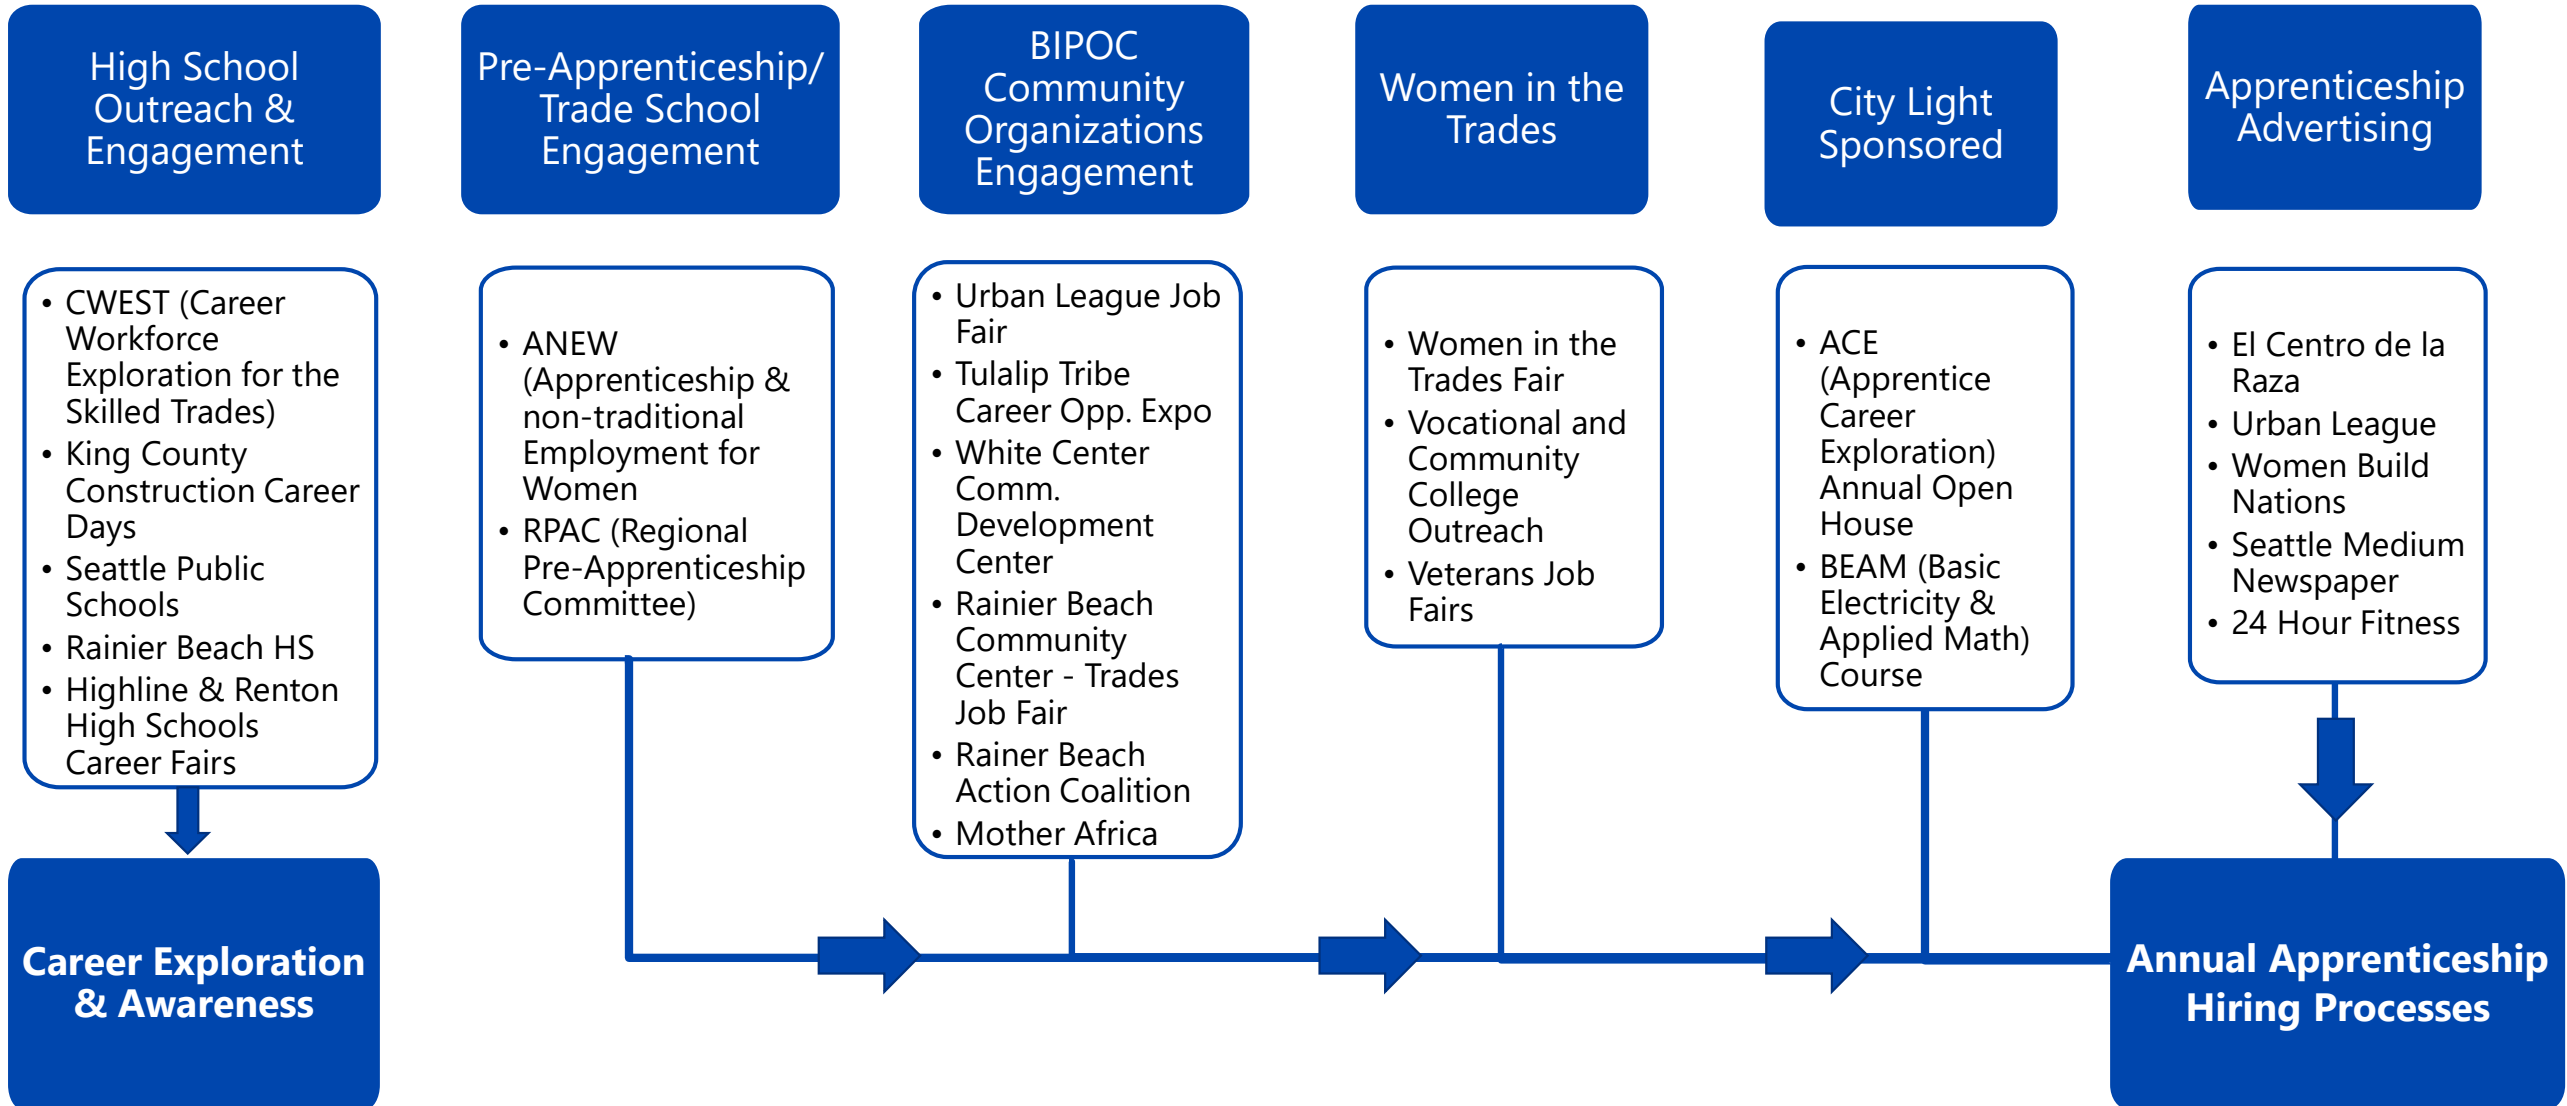 High School
Outreach &
Engagement
Pre-Apprenticeship/
Trade School
Engagement
BIPOC
Community
Organizations
Engagement
Women in the
Trades
City Light
Sponsored
Apprenticeship
Advertising
• CWEST (Career
Workforce
Exploration for the
Skilled Trades)
• King County
Construction Career
Days
• Seattle Public
Schools
• Rainier Beach HS
• Highline & Renton
High Schools
Career Fairs
• ANEW
(Apprenticeship &
non-traditional
Employment for
Women
• RPAC (Regional
Pre-Apprenticeship
Committee)
• Urban League Job
Fair
• Tulalip Tribe
Career Opp. Expo
• White Center
Comm.
Development
Center
• Rainier Beach
Community
Center - Trades
Job Fair
• Rainer Beach
Action Coalition
• Mother Africa
• Women in the
Trades Fair
• Vocational and
Community
College
Outreach
• Veterans Job
Fairs
• ACE
(Apprentice
Career
Exploration)
Annual Open
House
• BEAM (Basic
Electricity &
Applied Math)
Course
• El Centro de la
Raza
• Urban League
• Women Build
Nations
• Seattle Medium
Newspaper
• 24 Hour Fitness
Career Exploration
& Awareness
Annual Apprenticeship
Hiring Processes